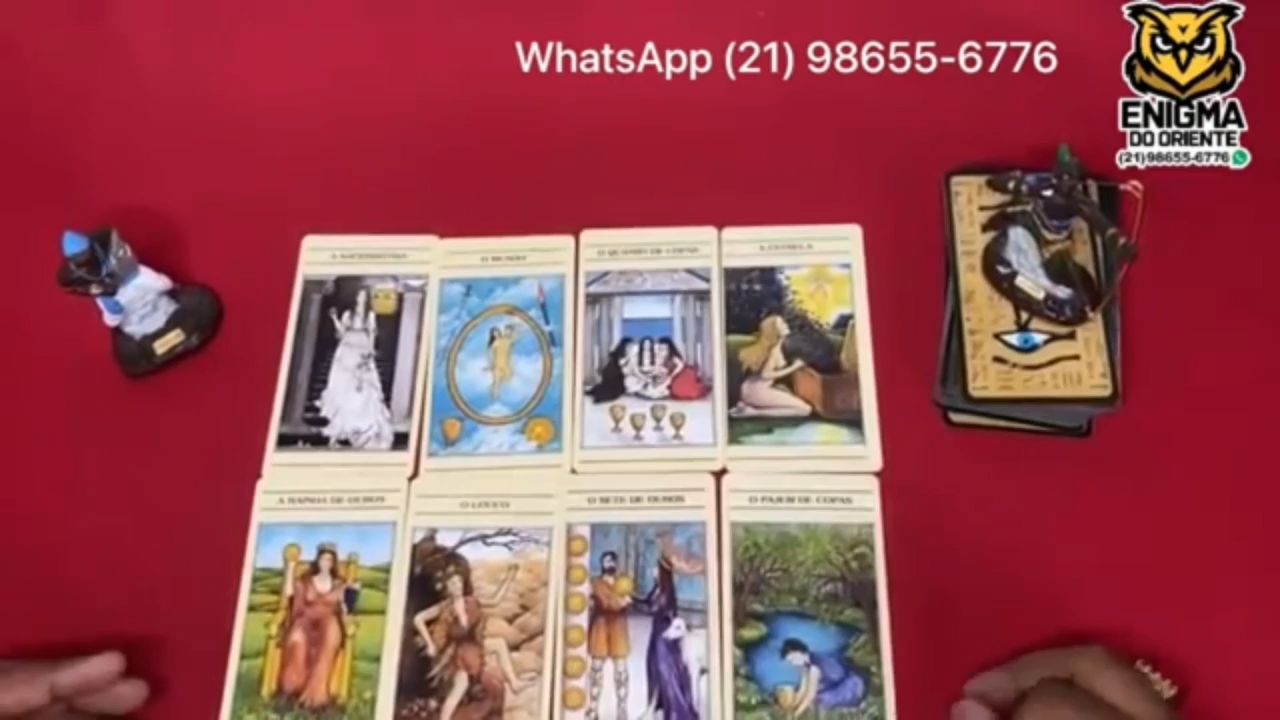 WhatsApp (21) 98655-6776
ENIGMA
DO ORIENTE
(21)98655-6776
A SACERDOTISA
O MUNDO
O QUATRO DE COPAS
A ESTRELA
A RAINHA DE OUROS
O LOUCO
O SETE DE OUROS
O PAJEM DE COPAS